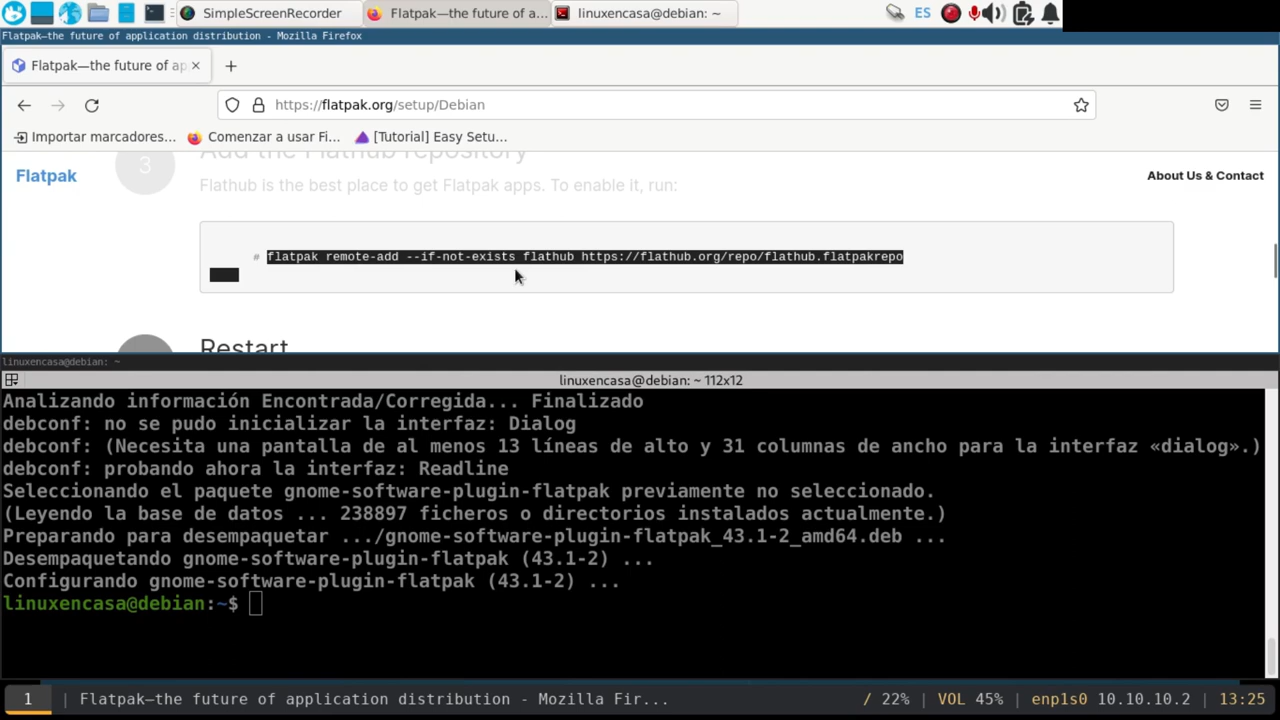 SimpleScreenRecorder
Flatpak—the future of a...
linuxencasa@debian: ~
ES
Flatpak—the future of application distribution - Mozilla Firefox
Flatpak—the future of ap
https://flatpak.org/setup/Debian
Importar marcadores...
Comenzar a usar Fi...
[Tutorial] Easy Setu...
3
Add the Flathub repository
Flatpak
About Us & Contact
Flathub is the best place to get Flatpak apps. To enable it, run:
# flatpak remote-add --if-not-exists flathub https://flathub.org/repo/flathub.flatpakrepo
Restart
linuxencasa@debian: ~
linuxencasa@debian: ~ 112x12
Analizando información Encontrada/Corregida... Finalizado
debconf: no se pudo inicializar la interfaz: Dialog
debconf: (Necesita una pantalla de al menos 13 líneas de alto y 31 columnas de ancho para la interfaz «dialog».)
debconf: probando ahora la interfaz: Readline
Seleccionando el paquete gnome-software-plugin-flatpak previamente no seleccionado.
(Leyendo la base de datos ... 238897 ficheros o directorios instalados actualmente.)
Preparando para desempaquetar .../gnome-software-plugin-flatpak_43.1-2_amd64.deb ...
Desempaquetando gnome-software-plugin-flatpak (43.1-2) ...
Configurando gnome-software-plugin-flatpak (43.1-2) ...
linuxencasa@debian:~$
1 | Flatpak—the future of application distribution - Mozilla Fir... / 22% | VOL 45% | enp1s0 10.10.10.2 | 13:25